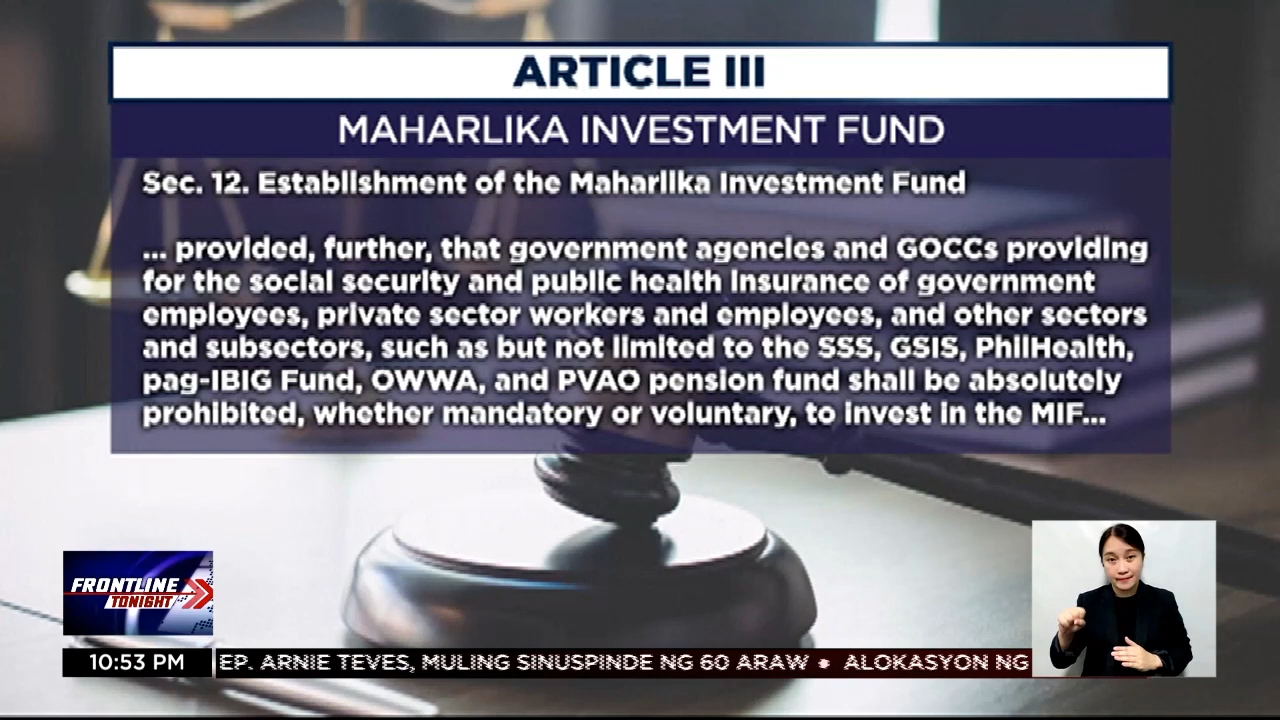 ARTICLE III
MAHARLIKA INVESTMENT FUND
Sec. 12. Establishment of the Maharlika Investment Fund
... provided, further, that government agencies and GOCCs providing
for the social security and public health insurance of government
employees, private sector workers and employees, and other sectors
and subsectors, such as but not limited to the SSS, GSIS, PhilHealth,
pag-IBIG Fund, OWWA, and PVAO pension fund shall be absolutely
prohibited, whether mandatory or voluntary, to invest in the MIF...
FRONTLINE
TONIGHT
10:53 PM
EP. ARNIE TEVES, MULING SINUSPINDE NG 60 ARAW • ALOKASYON NG